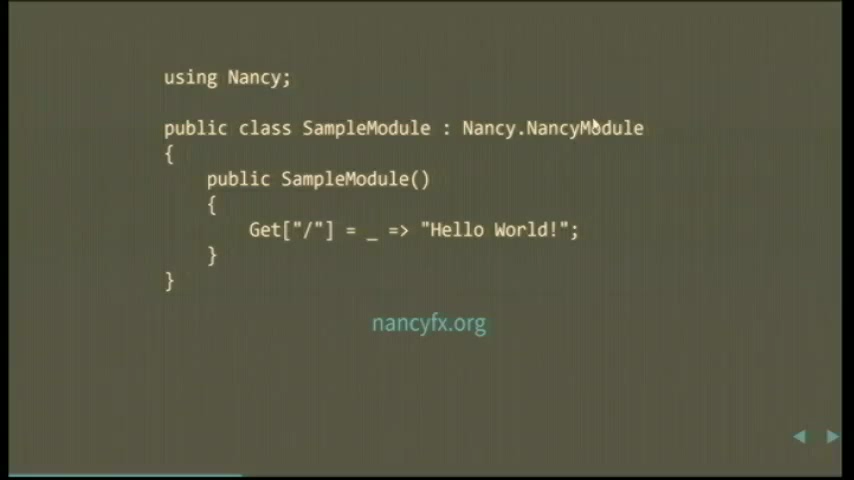 using Nancy;
public class SampleModule : Nancy.NancyModule
{
    public SampleModule()
    {
        Get["/"] = _ => "Hello World!";
    }
}
nancyfx.org